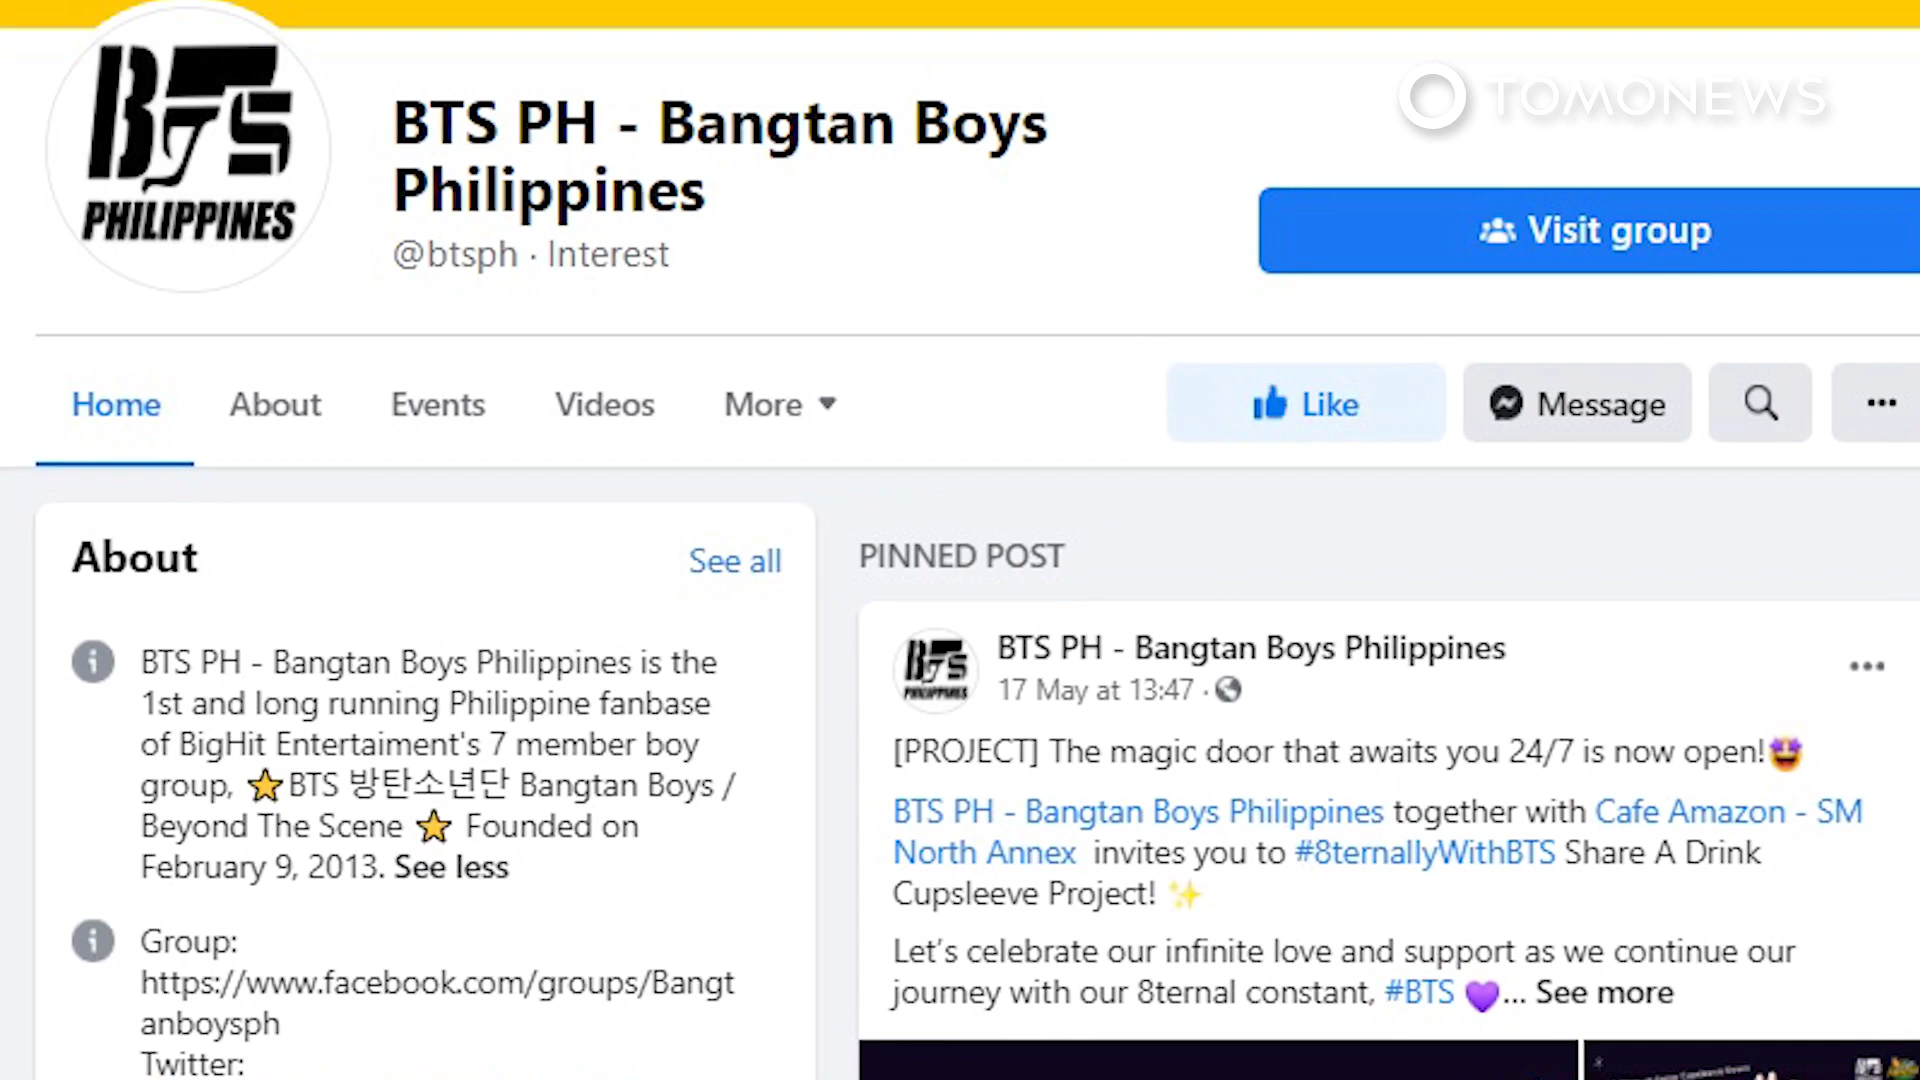 BTS
PHILIPPINES
BTS PH - Bangtan Boys
Philippines
@btsph · Interest
TOMONEWS
Visit group
Home
About
Events
Videos
More
Like
Message
About
See all
BTS PH - Bangtan Boys Philippines is the
1st and long running Philippine fanbase
of BigHit Entertaiment's 7 member boy
group, ⭐BTS 방탄소년단 Bangtan Boys /
Beyond The Scene ⭐ Founded on
February 9, 2013. See less
Group:
https://www.facebook.com/groups/Bangt
anboysph
Twitter:
PINNED POST
BTS
PHILIPPINES
BTS PH - Bangtan Boys Philippines
17 May at 13:47 ·
[PROJECT] The magic door that awaits you 24/7 is now open!🤩
BTS PH - Bangtan Boys Philippines together with Cafe Amazon - SM
North Annex invites you to #8ternallyWithBTS Share A Drink
Cupsleeve Project! ✨
Let’s celebrate our infinite love and support as we continue our
journey with our 8ternal constant, #BTS 💜... See more
BTS